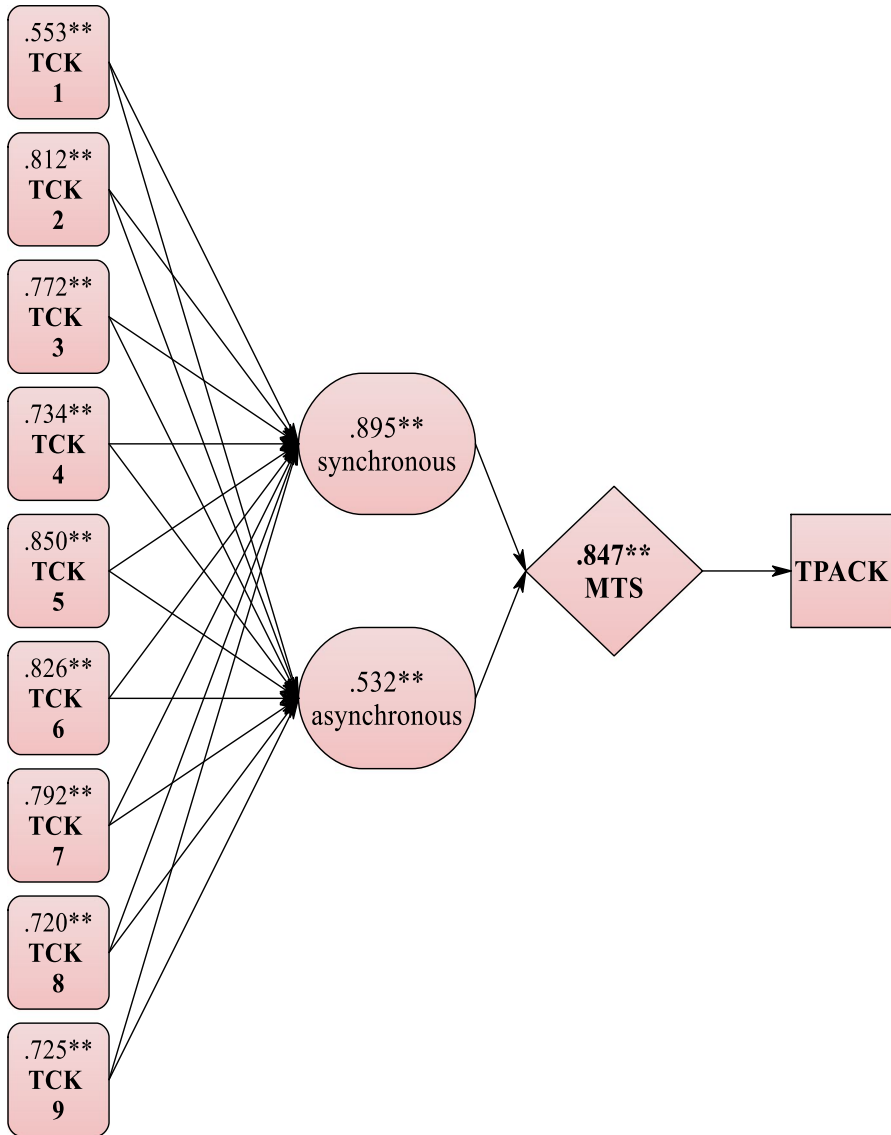 .553**
TCK
1
.812**
TCK
2
.772**
TCK
3
.734**
TCK
4
.850**
TCK
5
.826**
TCK
6
.792**
TCK
7
.720**
TCK
8
.725**
TCK
9
.895**
synchronous
.532**
asynchronous
.847**
MTS
TPACK